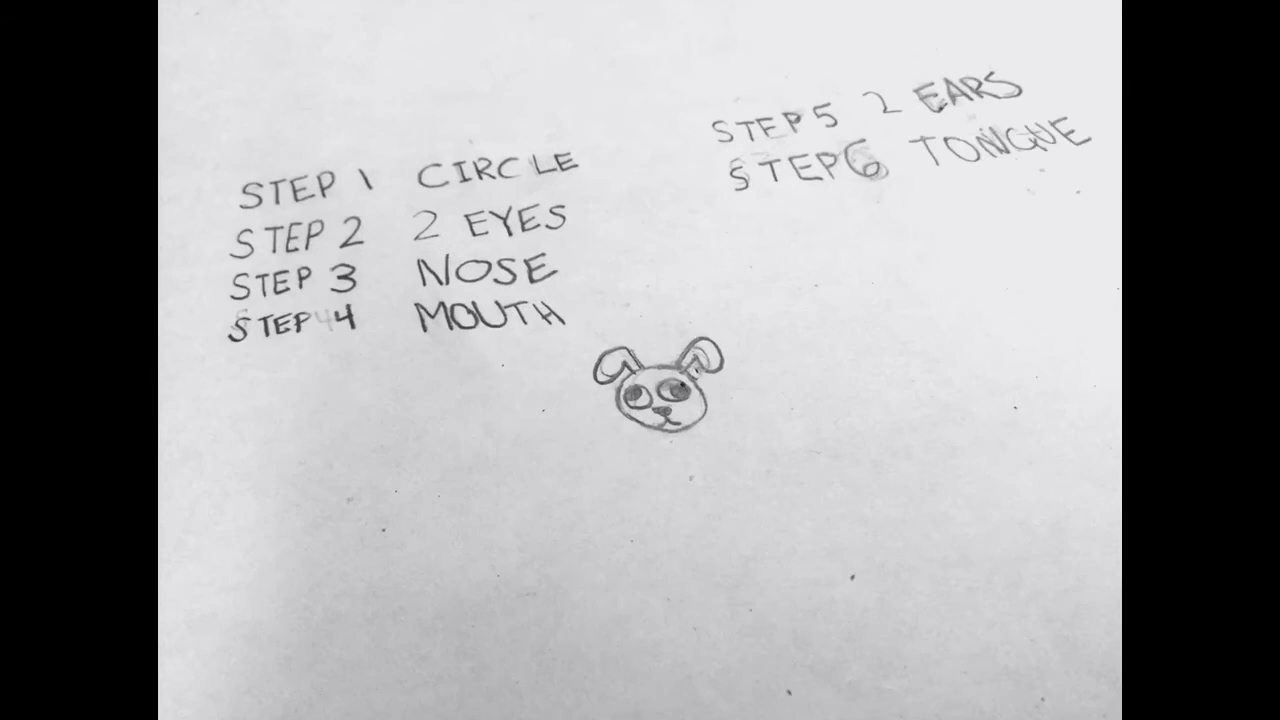 STEP 1 CIRCLE
STEP 2 2 EYES
STEP 3 NOSE
STEP 4 MOUTH
STEP 5 2 EARS
STEP 6 TONGUE